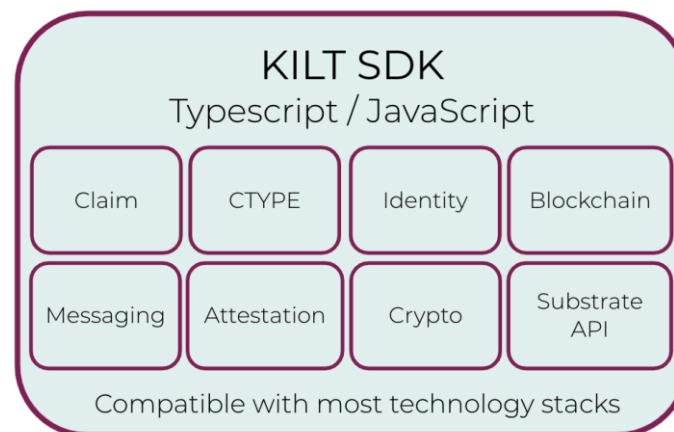 KILT SDK
Typescript / JavaScript
Claim
CTYPE
Identity
Blockchain
Messaging
Attestation
Crypto
Substrate
API
Compatible with most technology stacks